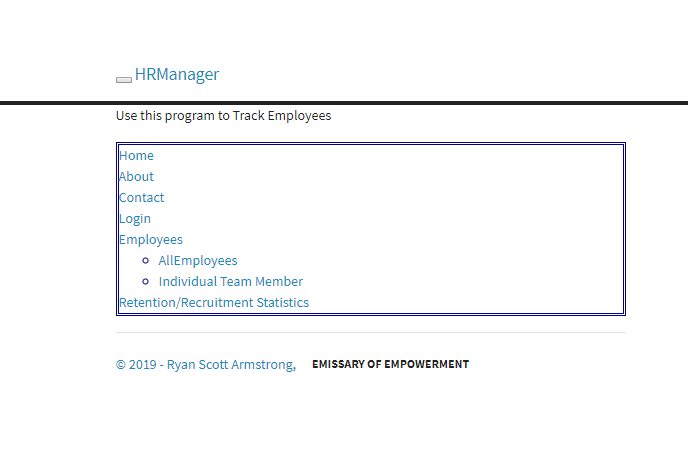 HRManager
Use this program to Track Employees
Home
About
Contact
Login
Employees
AllEmployees
Individual Team Member
Retention/Recruitment Statistics
© 2019 - Ryan Scott Armstrong, EMISSARY OF EMPOWERMENT